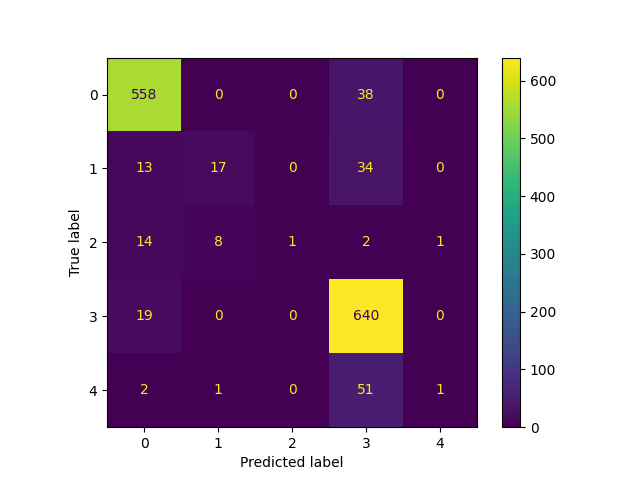 0 558 0 0 38 0
1 13 17 0 34 0
2 14 8 1 2 1
3 19 0 0 640 0
4 2 1 0 51 1
0 1 2 3 4
Predicted label
True label
600
500
400
300
200
100
0